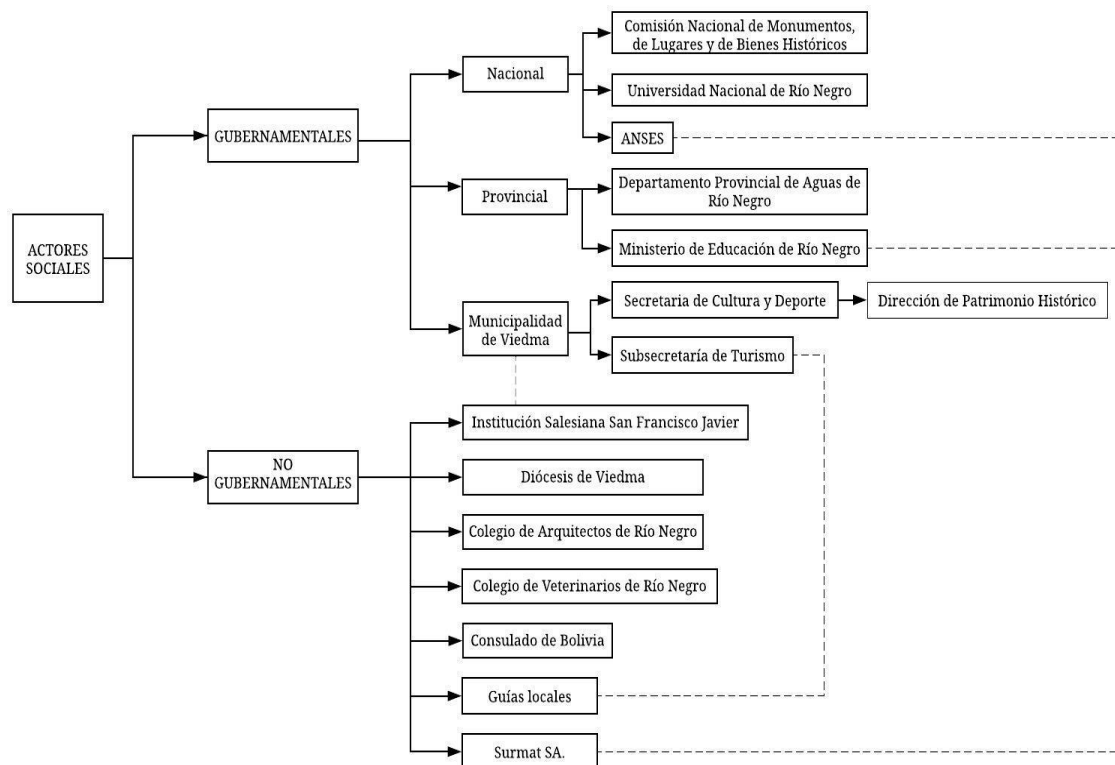 ACTORES
SOCIALES
GUBERNAMENTALES
Nacional
Comisión Nacional de Monumentos,
de Lugares y de Bienes Históricos
Universidad Nacional de Río Negro
ANSES
Provincial
Departamento Provincial de Aguas de
Río Negro
Ministerio de Educación de Río Negro
Municipalidad
de Viedma
Secretaria de Cultura y Deporte
Dirección de Patrimonio Histórico
Subsecretaría de Turismo
NO
GUBERNAMENTALES
Institución Salesiana San Francisco Javier
Diócesis de Viedma
Colegio de Arquitectos de Río Negro
Colegio de Veterinarios de Río Negro
Consulado de Bolivia
Guías locales
Surmat SA.